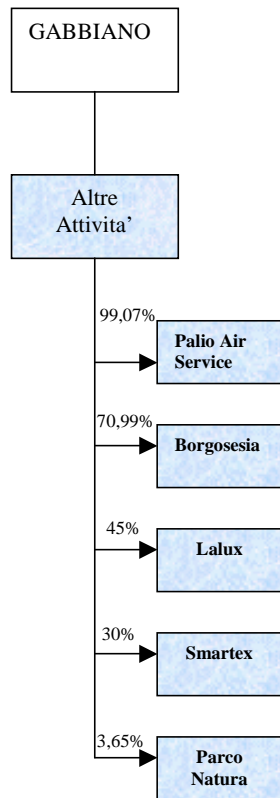 GABBIANO
Altre
Attivita’
99,07%
Palio Air
Service
70,99%
Borgosesia
45%
Lalux
30%
Smartex
3,65%
Parco
Natura